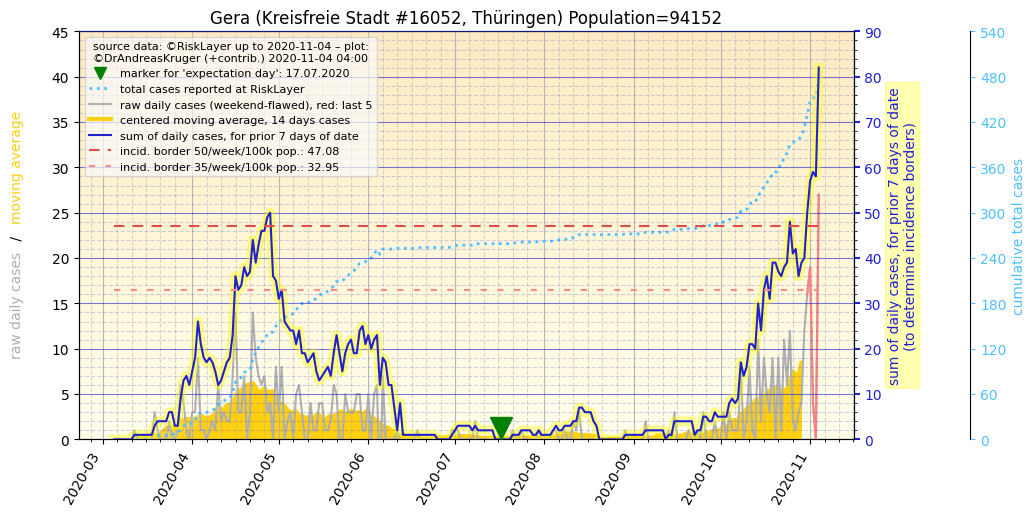 Gera (Kreisfreie Stadt #16052, Thüringen) Population=94152
source data: ©RiskLayer up to 2020-11-04 – plot:
©DrAndreasKruger (+contrib.) 2020-11-04 04:00
marker for 'expectation day': 17.07.2020
total cases reported at RiskLayer
raw daily cases (weekend-flawed), red: last 5
centered moving average, 14 days cases
sum of daily cases, for prior 7 days of date
incid. border 50/week/100k pop.: 47.08
incid. border 35/week/100k pop.: 32.95
raw daily cases / moving average
45
40
35
30
25
20
15
10
5
0
90
80
70
60
50
40
30
20
10
0
sum of daily cases, for prior 7 days of date
(to determine incidence borders)
540
480
420
360
300
240
180
120
60
0
cumulative total cases
2020-03
2020-04
2020-05
2020-06
2020-07
2020-08
2020-09
2020-10
2020-11